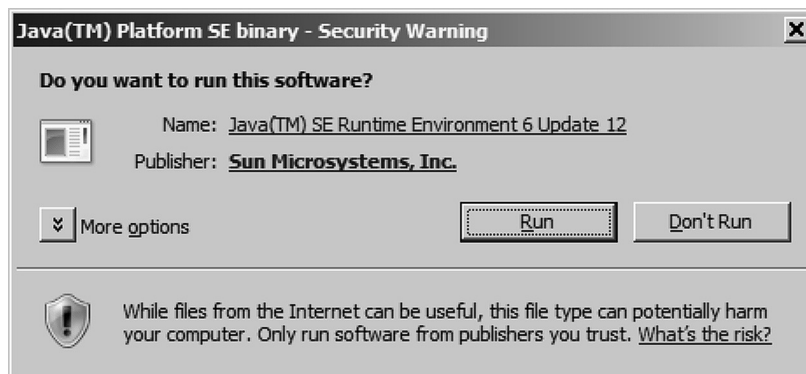 Java(TM) Platform SE binary - Security Warning
Do you want to run this software?
Name: Java(TM) SE Runtime Environment 6 Update 12
Publisher: Sun Microsystems, Inc.
More options
Run
Don't Run
While files from the Internet can be useful, this file type can potentially harm
your computer. Only run software from publishers you trust. What's the risk?